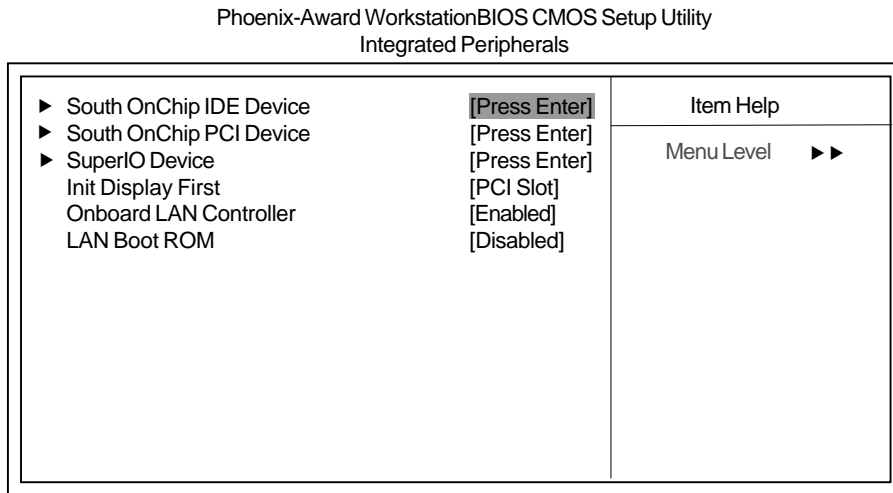 Phoenix-Award WorkstationBIOS CMOS Setup Utility
Integrated Peripherals
▶ South OnChip IDE Device [Press Enter]
▶ South OnChip PCI Device [Press Enter]
▶ SuperIO Device [Press Enter]
Init Display First [PCI Slot]
Onboard LAN Controller [Enabled]
LAN Boot ROM [Disabled]
Item Help
Menu Level ▶▶